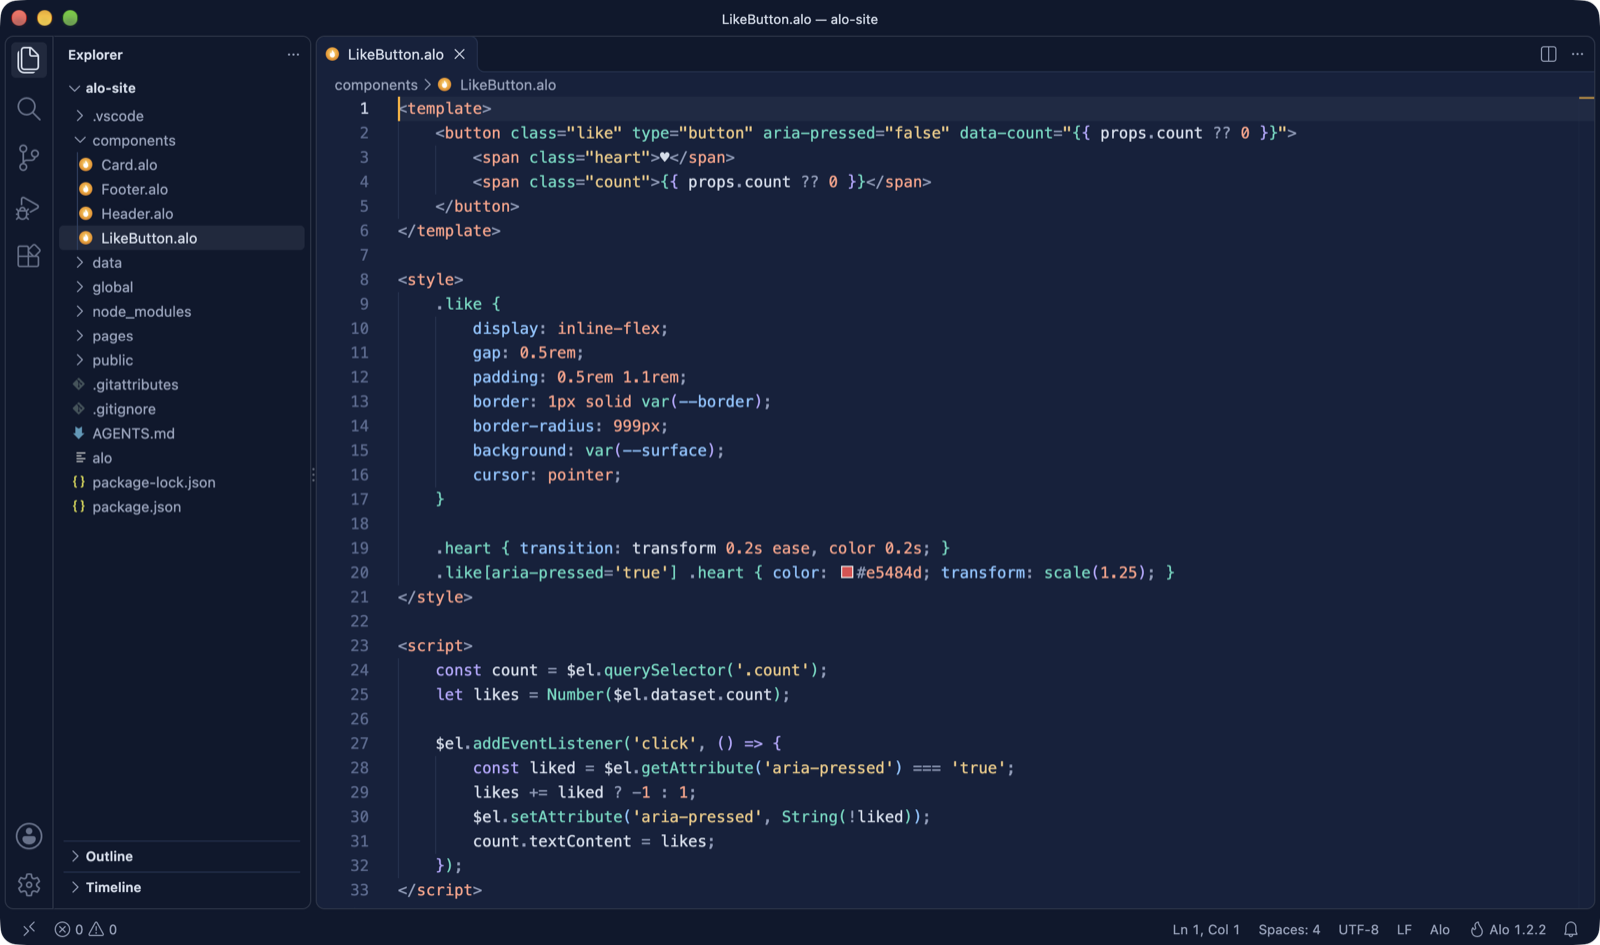 LikeButton.alo — alo-site
Explorer
alo-site
.vscode
components
Card.alo
Footer.alo
Header.alo
LikeButton.alo
data
global
node_modules
pages
public
.gitattributes
.gitignore
AGENTS.md
alo
package-lock.json
package.json
Outline
Timeline
LikeButton.alo
components > LikeButton.alo
1 <template>
2     <button class="like" type="button" aria-pressed="false" data-count="{{ props.count ?? 0 }}">
3         <span class="heart">♥</span>
4         <span class="count">{{ props.count ?? 0 }}</span>
5     </button>
6 </template>
7
8 <style>
9     .like {
10         display: inline-flex;
11         gap: 0.5rem;
12         padding: 0.5rem 1.1rem;
13         border: 1px solid var(--border);
14         border-radius: 999px;
15         background: var(--surface);
16         cursor: pointer;
17     }
18
19     .heart { transition: transform 0.2s ease, color 0.2s; }
20     .like[aria-pressed='true'] .heart { color: #e5484d; transform: scale(1.25); }
21 </style>
22
23 <script>
24     const count = $el.querySelector('.count');
25     let likes = Number($el.dataset.count);
26
27     $el.addEventListener('click', () => {
28         const liked = $el.getAttribute('aria-pressed') === 'true';
29         likes += liked ? -1 : 1;
30         $el.setAttribute('aria-pressed', String(!liked));
31         count.textContent = likes;
32     });
33 </script>
0 0
Ln 1, Col 1 Spaces: 4 UTF-8 LF Alo Alo 1.2.2